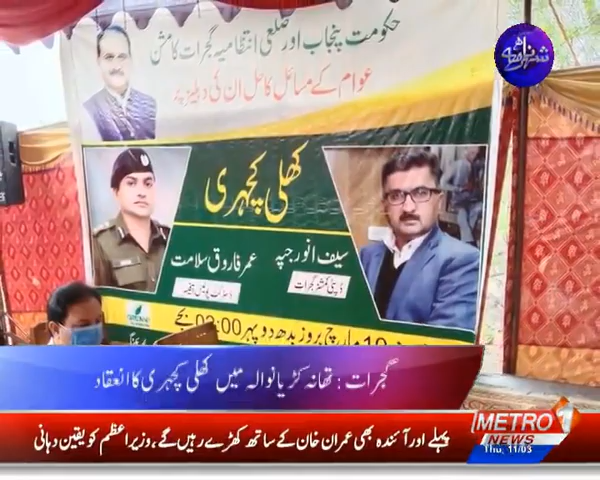 حکومت پنجاب اور ضلعی انتظامیہ گجرات کا مشن
عوام کے مسائل کا حل ان کی دہلیز پر
شہرنامہ
کھلی کچہری
سیف انور جپہ
ڈپٹی کمشنر گجرات
عمر فاروق سلامت
ڈسٹرکٹ پولیس آفیسر
مارچ بروز بدھ دوپہر 02:00 بجے
گجرات : تھانہ کڑیانوالہ میں کھلی کچہری کا انعقاد
پہلے اور آئندہ بھی عمران خان کے ساتھ کھڑے رہیں گے، وزیراعظم کو یقین دہانی
METRO 1
NEWS
Thu, 11/03